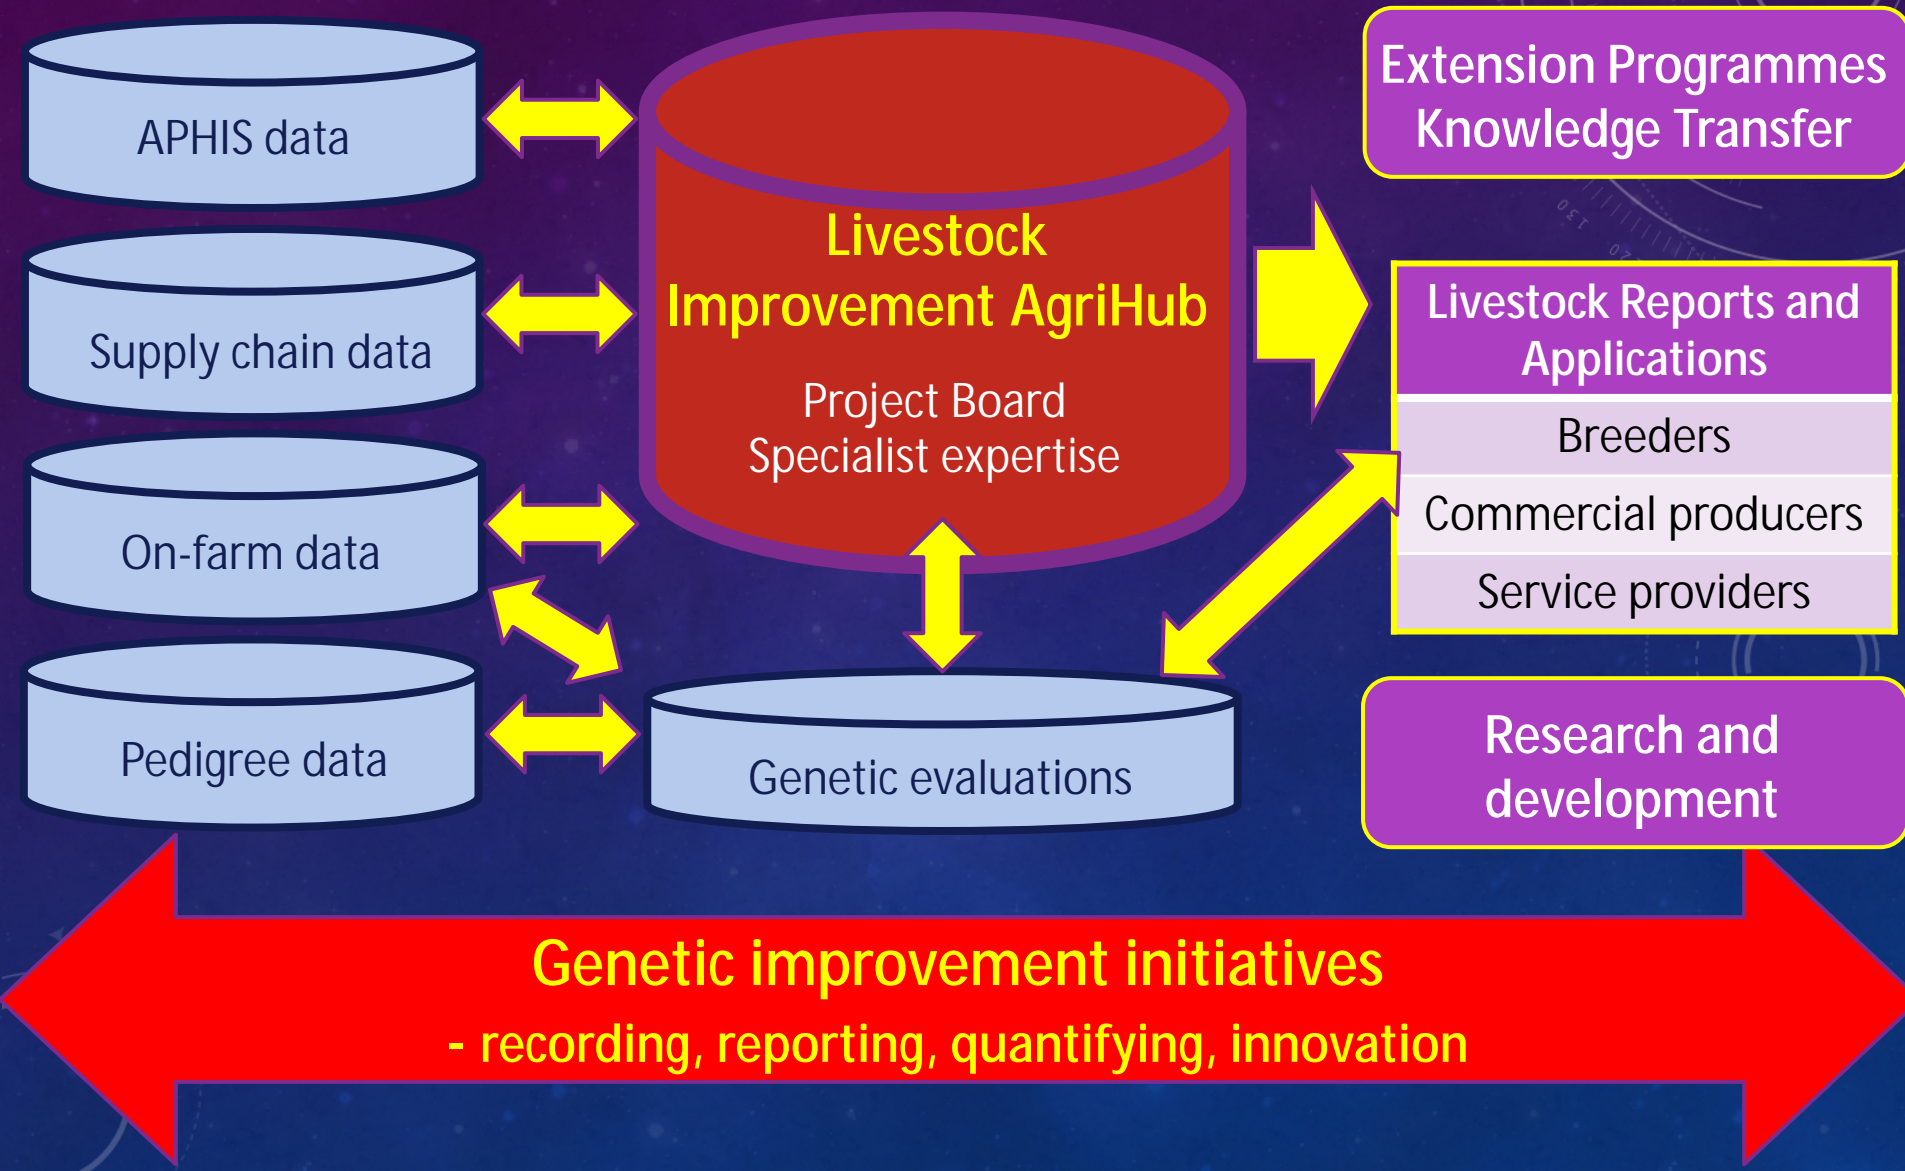 APHIS data
Supply chain data
On-farm data
Pedigree data
Livestock
Improvement AgriHub
Project Board
Specialist expertise
Genetic evaluations
Extension Programmes
Knowledge Transfer
130
120
Livestock Reports and
Applications
Breeders
Commercial producers
Service providers
Research and
development
Genetic improvement initiatives
- recording, reporting, quantifying, innovation